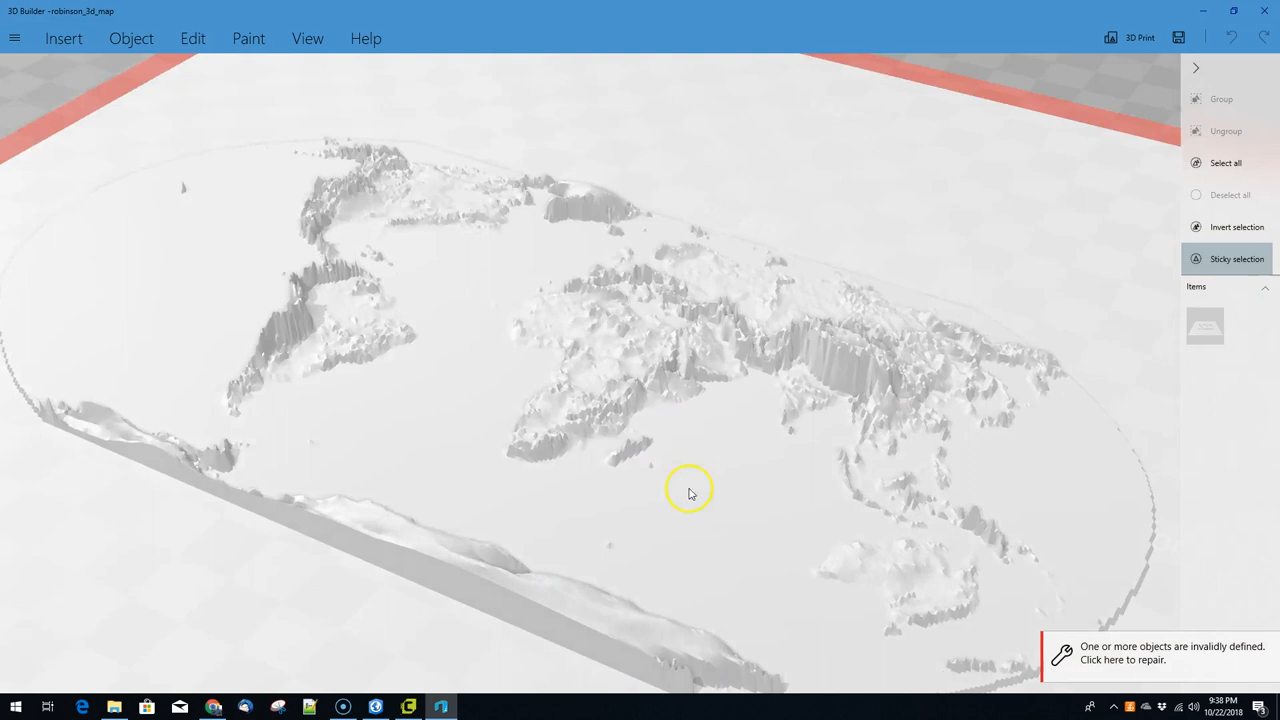 3D Builder -robinson_3d_map
Insert
Object
Edit
Paint
View
Help
3D Print
Group
Ungroup
Select all
Deselect all
Invert selection
Sticky selection
Items
One or more objects are invalidly defined.
Click here to repair.
9:38 PM
10/22/2018
3